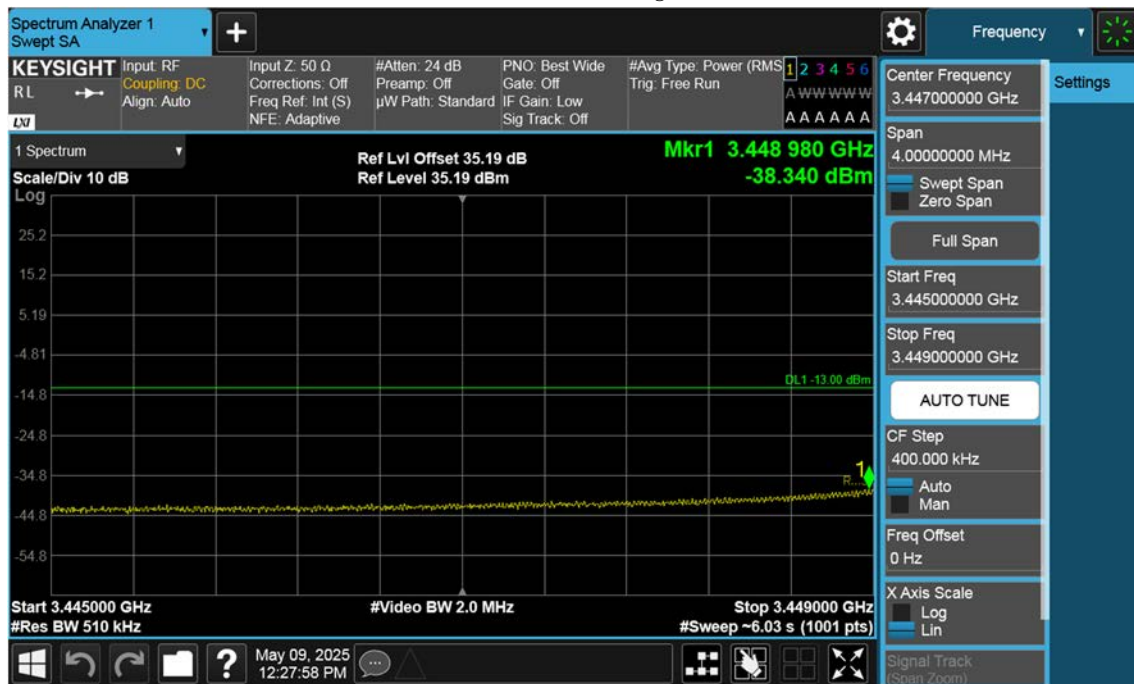 Spectrum Analyzer 1
Swept SA
+
Frequency
KEYSIGHT
RL
LXI
Input: RF
Coupling: DC
Align: Auto
Input Z: 50 Ω
Corrections: Off
Freq Ref: Int (S)
NFE: Adaptive
#Atten: 24 dB
Preamp: Off
µW Path: Standard
PNO: Best Wide
Gate: Off
IF Gain: Low
Sig Track: Off
#Avg Type: Power (RMS
Trig: Free Run
1 2 3 4 5 6
A W W W W W
A A A A A A
1 Spectrum
Scale/Div 10 dB
Ref Lvl Offset 35.19 dB
Ref Level 35.19 dBm
Mkr1 3.448 980 GHz
-38.340 dBm
Log
25.2
15.2
5.19
-4.81
-14.8
-24.8
-34.8
-44.8
-54.8
DL1 -13.00 dBm
1
R...
Start 3.445000 GHz
#Res BW 510 kHz
#Video BW 2.0 MHz
Stop 3.449000 GHz
#Sweep ~6.03 s (1001 pts)
?
May 09, 2025
12:27:58 PM
Center Frequency
3.447000000 GHz
Span
4.00000000 MHz
Swept Span
Zero Span
Full Span
Start Freq
3.445000000 GHz
Stop Freq
3.449000000 GHz
AUTO TUNE
CF Step
400.000 kHz
Auto
Man
Freq Offset
0 Hz
X Axis Scale
Log
Lin
Signal Track
(Span Zoom)
Settings